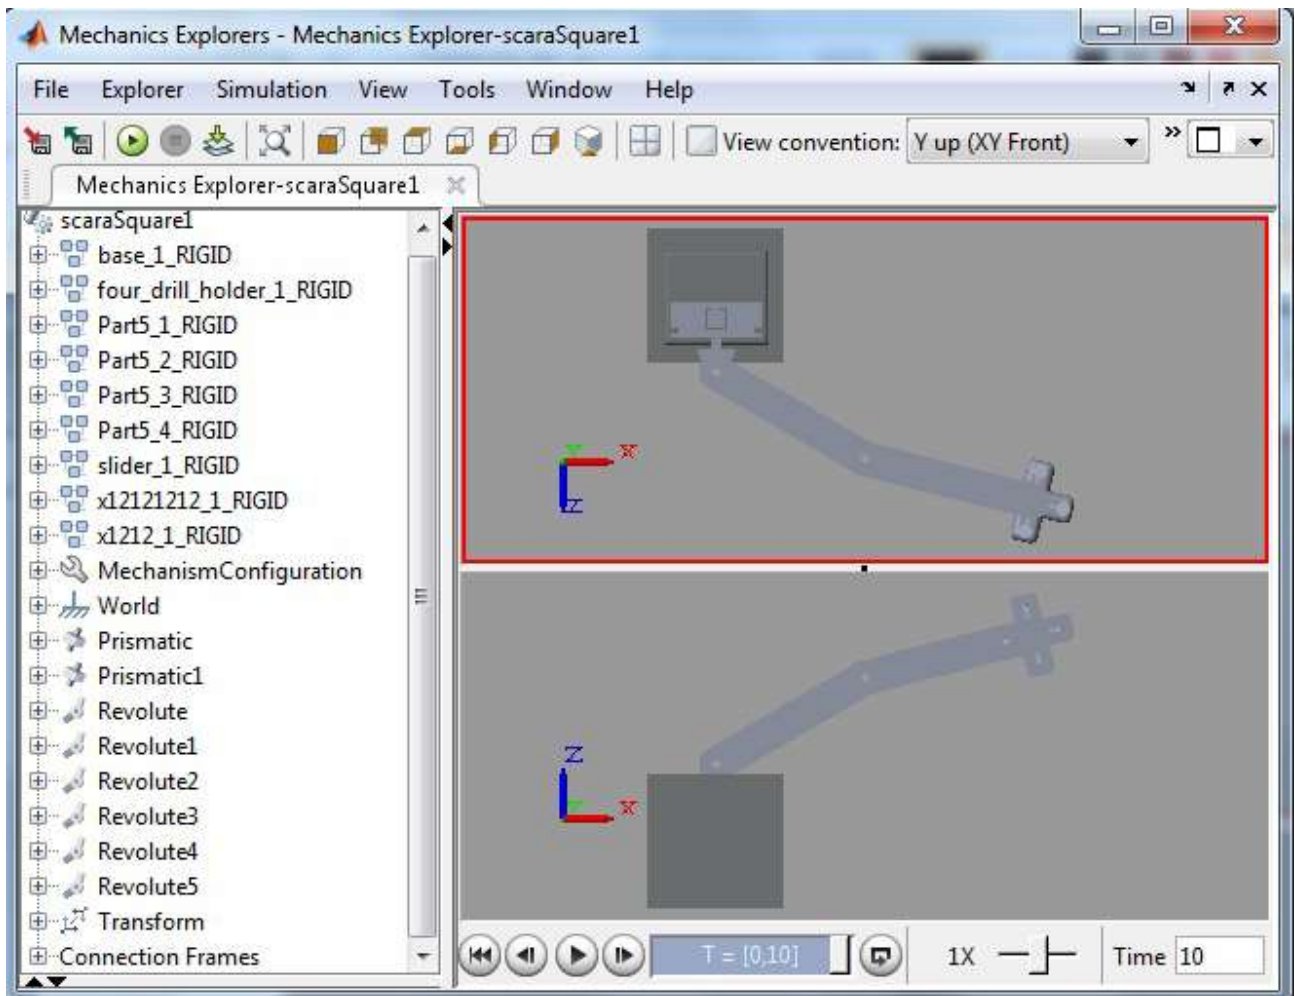 Mechanics Explorers - Mechanics Explorer-scaraSquare1
File Explorer Simulation View Tools Window Help
View convention: Y up (XY Front) »
Mechanics Explorer-scaraSquare1
scaraSquare1
base_1_RIGID
four_drill_holder_1_RIGID
Part5_1_RIGID
Part5_2_RIGID
Part5_3_RIGID
Part5_4_RIGID
slider_1_RIGID
x12121212_1_RIGID
x1212_1_RIGID
MechanismConfiguration
World
Prismatic
Prismatic1
Revolute
Revolute1
Revolute2
Revolute3
Revolute4
Revolute5
Transform
Connection Frames
Y X
Z
Z
Y X
T = [0,10] 1X Time 10